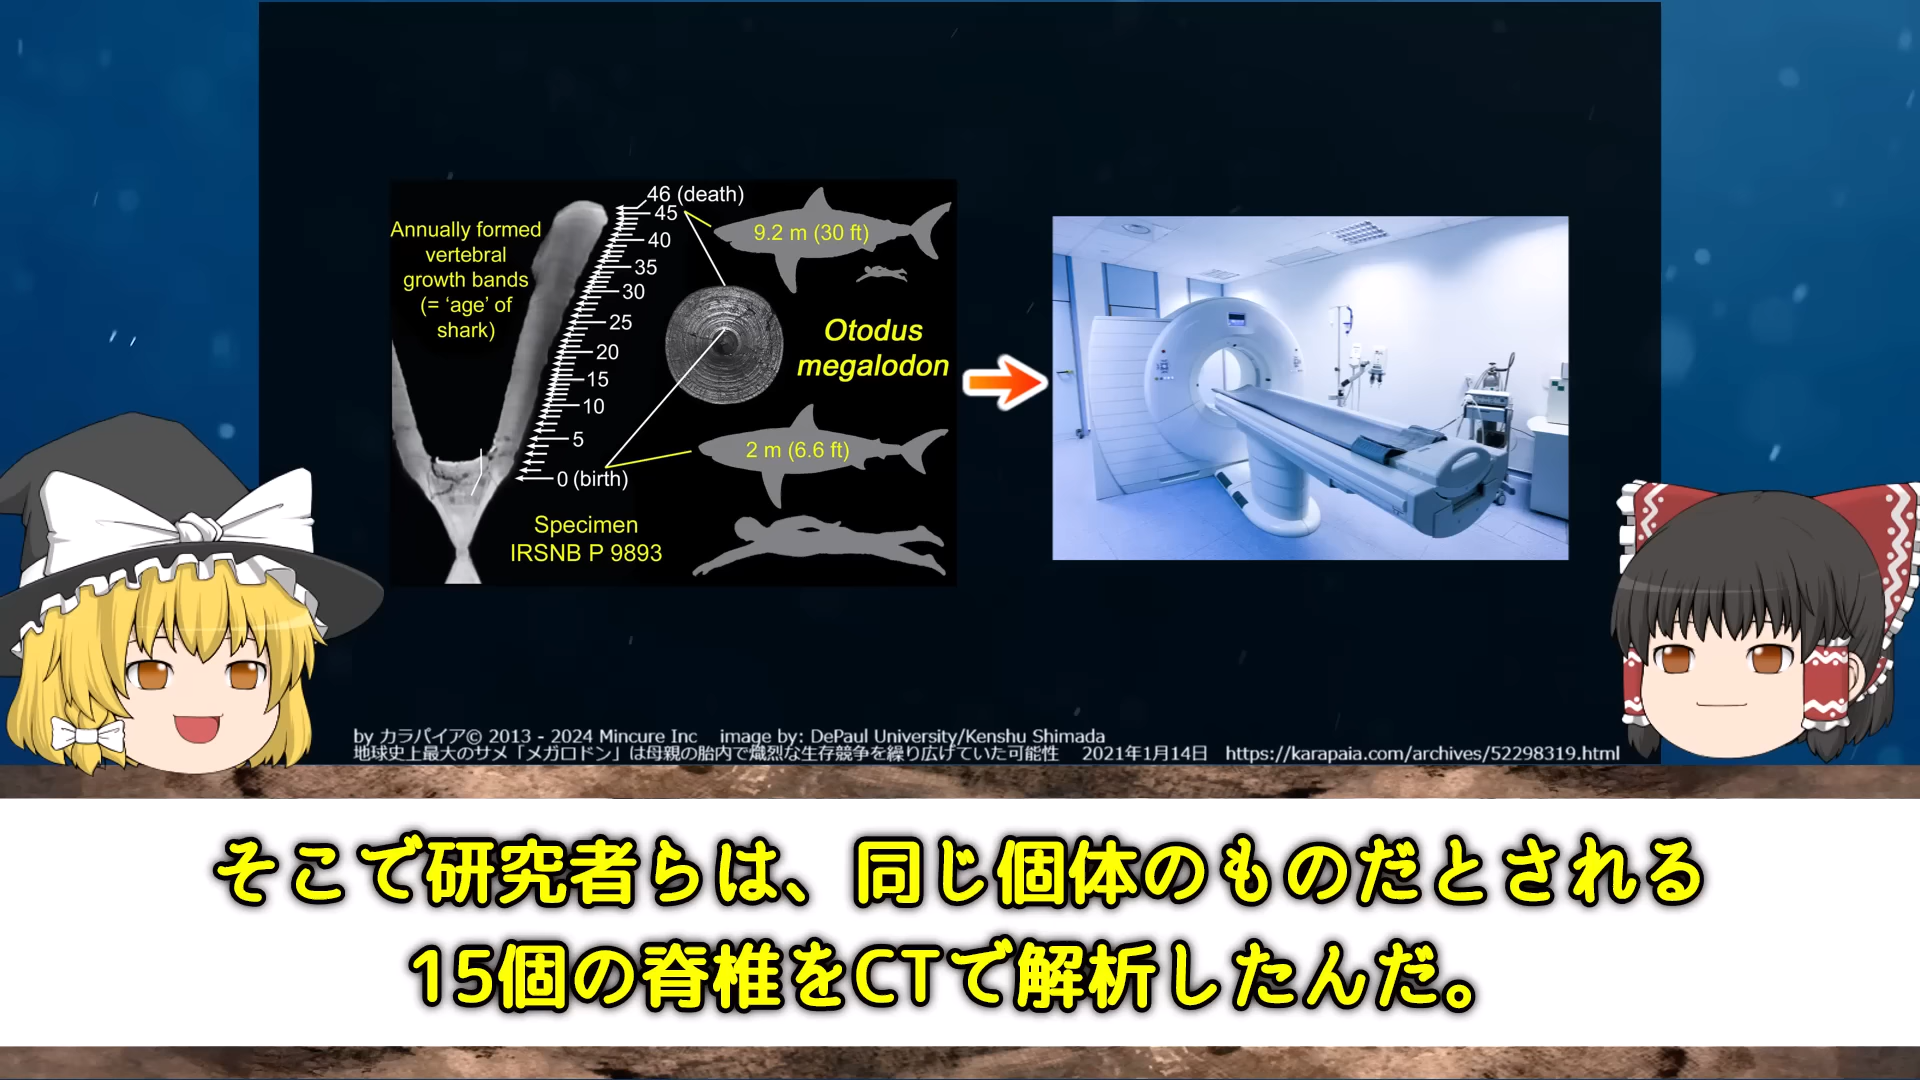 Annually formed
vertebral
growth bands
(= ‘age’ of
shark)
46 (death)
45
40
35
30
25
20
15
10
5
0 (birth)
9.2 m (30 ft)
Otodus
megalodon
2 m (6.6 ft)
Specimen
IRSNB P 9893
by カラパイア© 2013 - 2024 Mincure Inc image by: DePaul University/Kenshu Shimada
地球史上最大のサメ「メガロドン」は母親の胎内で熾烈な生存競争を繰り広げていた可能性 2021年1月14日 https://karapaia.com/archives/52298319.html
そこで研究者らは、同じ個体のものだとされる
15個の脊椎をCTで解析したんだ。